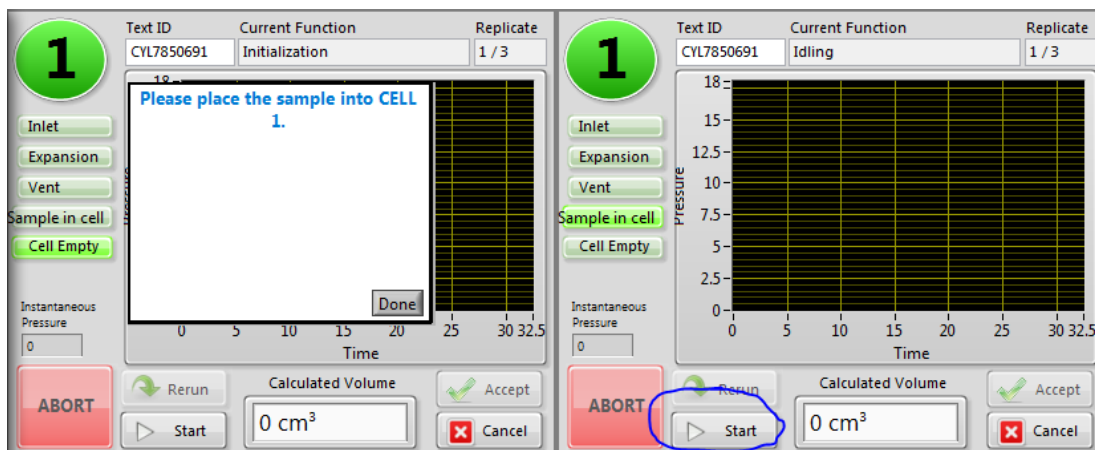 1
Text ID
Current Function
Replicate
CYL7850691
Initialization
1 / 3
Inlet
Expansion
Vent
Sample in cell
Cell Empty
Instantaneous
Pressure
0
ABORT
18
Please place the sample into CELL
1.
Done
0 5 10 15 20 25 30 32.5
Time
Rerun
Start
Calculated Volume
0 cm³
Accept
Cancel
1
Text ID
Current Function
Replicate
CYL7850691
Idling
1 / 3
Inlet
Expansion
Vent
Sample in cell
Cell Empty
Instantaneous
Pressure
0
ABORT
Pressure
18
15
12.5
10
7.5
5
2.5
0
0 5 10 15 20 25 30 32.5
Time
Rerun
Start
Calculated Volume
0 cm³
Accept
Cancel